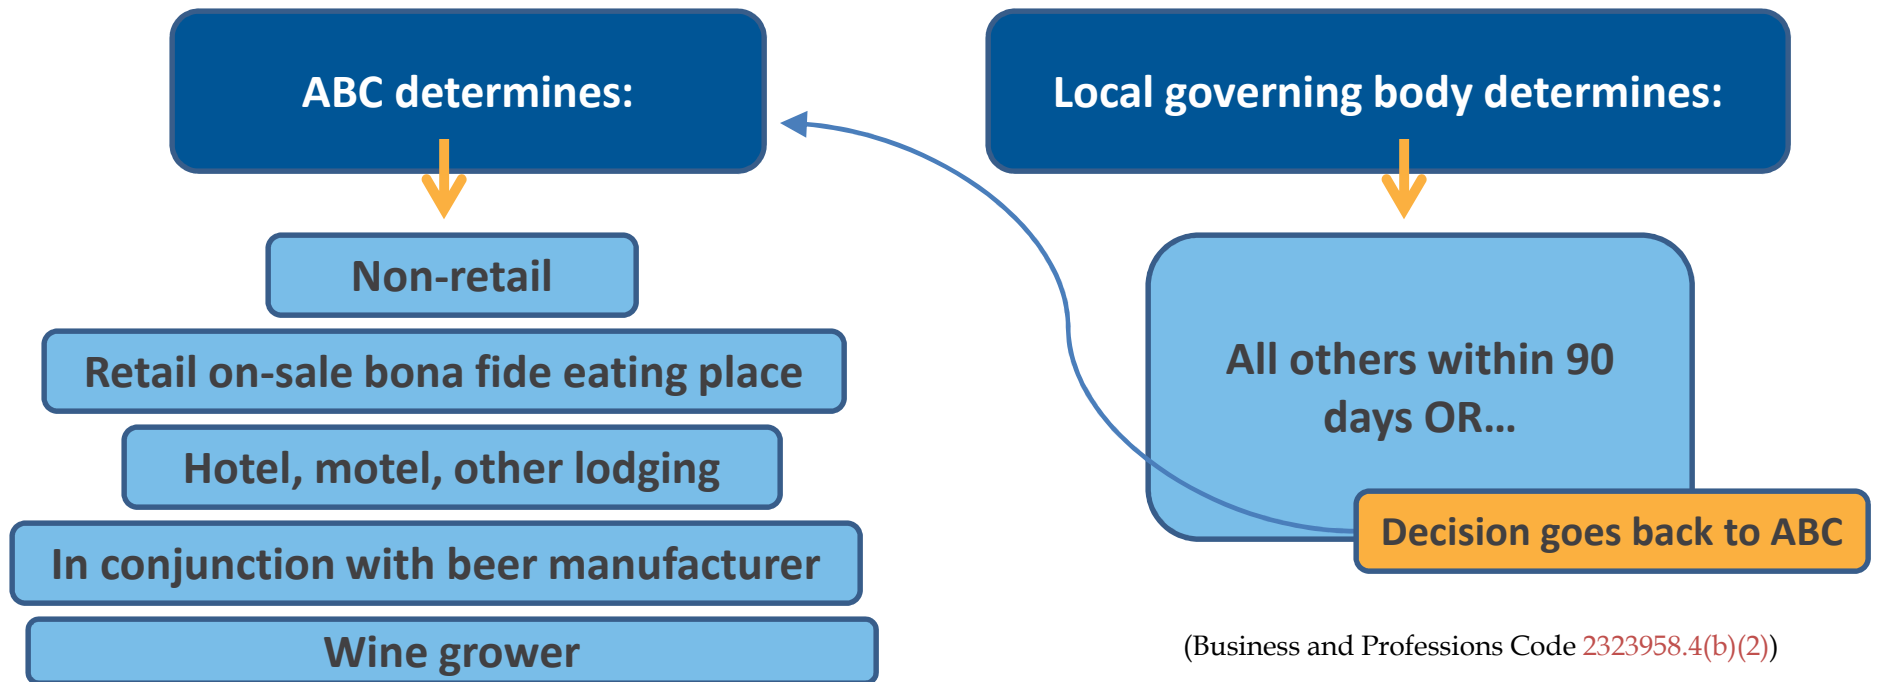 ABC determines:
Non-retail
Retail on-sale bona fide eating place
Hotel, motel, other lodging
In conjunction with beer manufacturer
Wine grower
Local governing body determines:
All others within 90
days OR...
Decision goes back to ABC
(Business and Professions Code 2323958.4(b)(2))